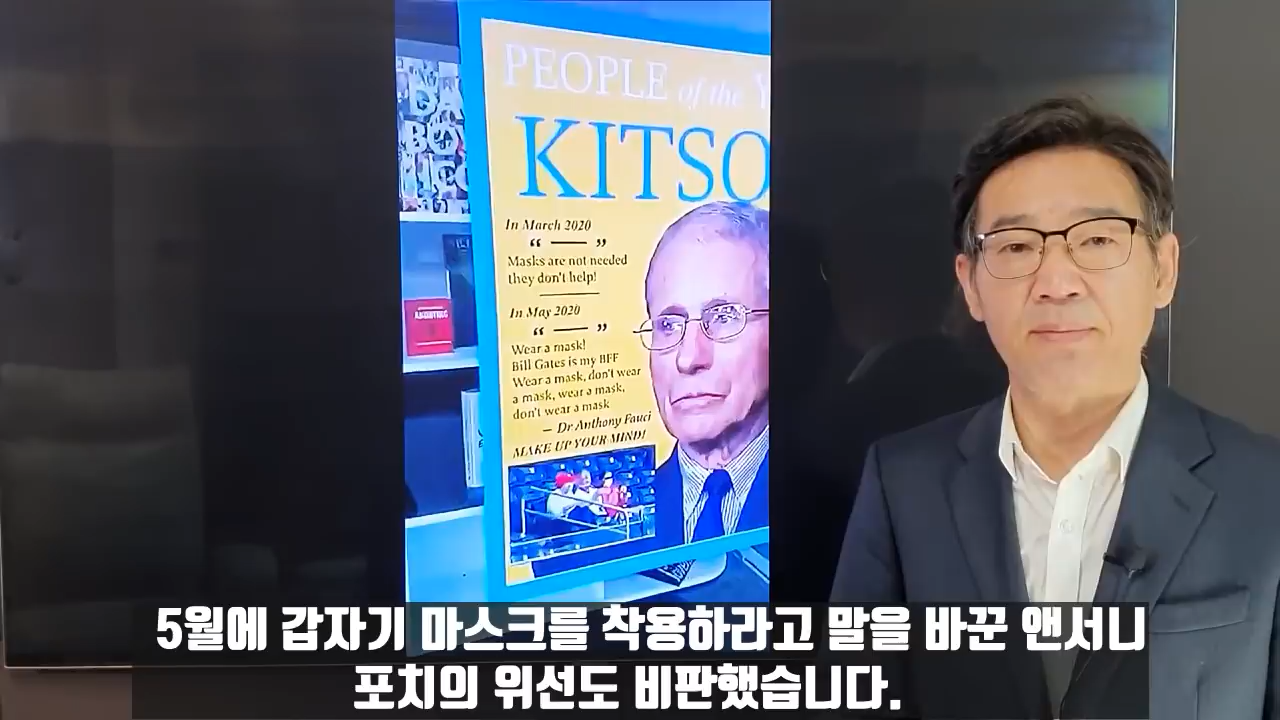 PEOPLE of the Y
KITSO
In March 2020
“ — ”
Masks are not needed
they don't help!
In May 2020
“ — ”
Wear a mask!
Bill Gates is my BFF
Wear a mask, don't wear
a mask, wear a mask,
don't wear a mask
— Dr Anthony Fauci
MAKE UP YOUR MIND!
5월에 갑자기 마스크를 착용하라고 말을 바꾼 앤서니
포치의 위선도 비판했습니다.